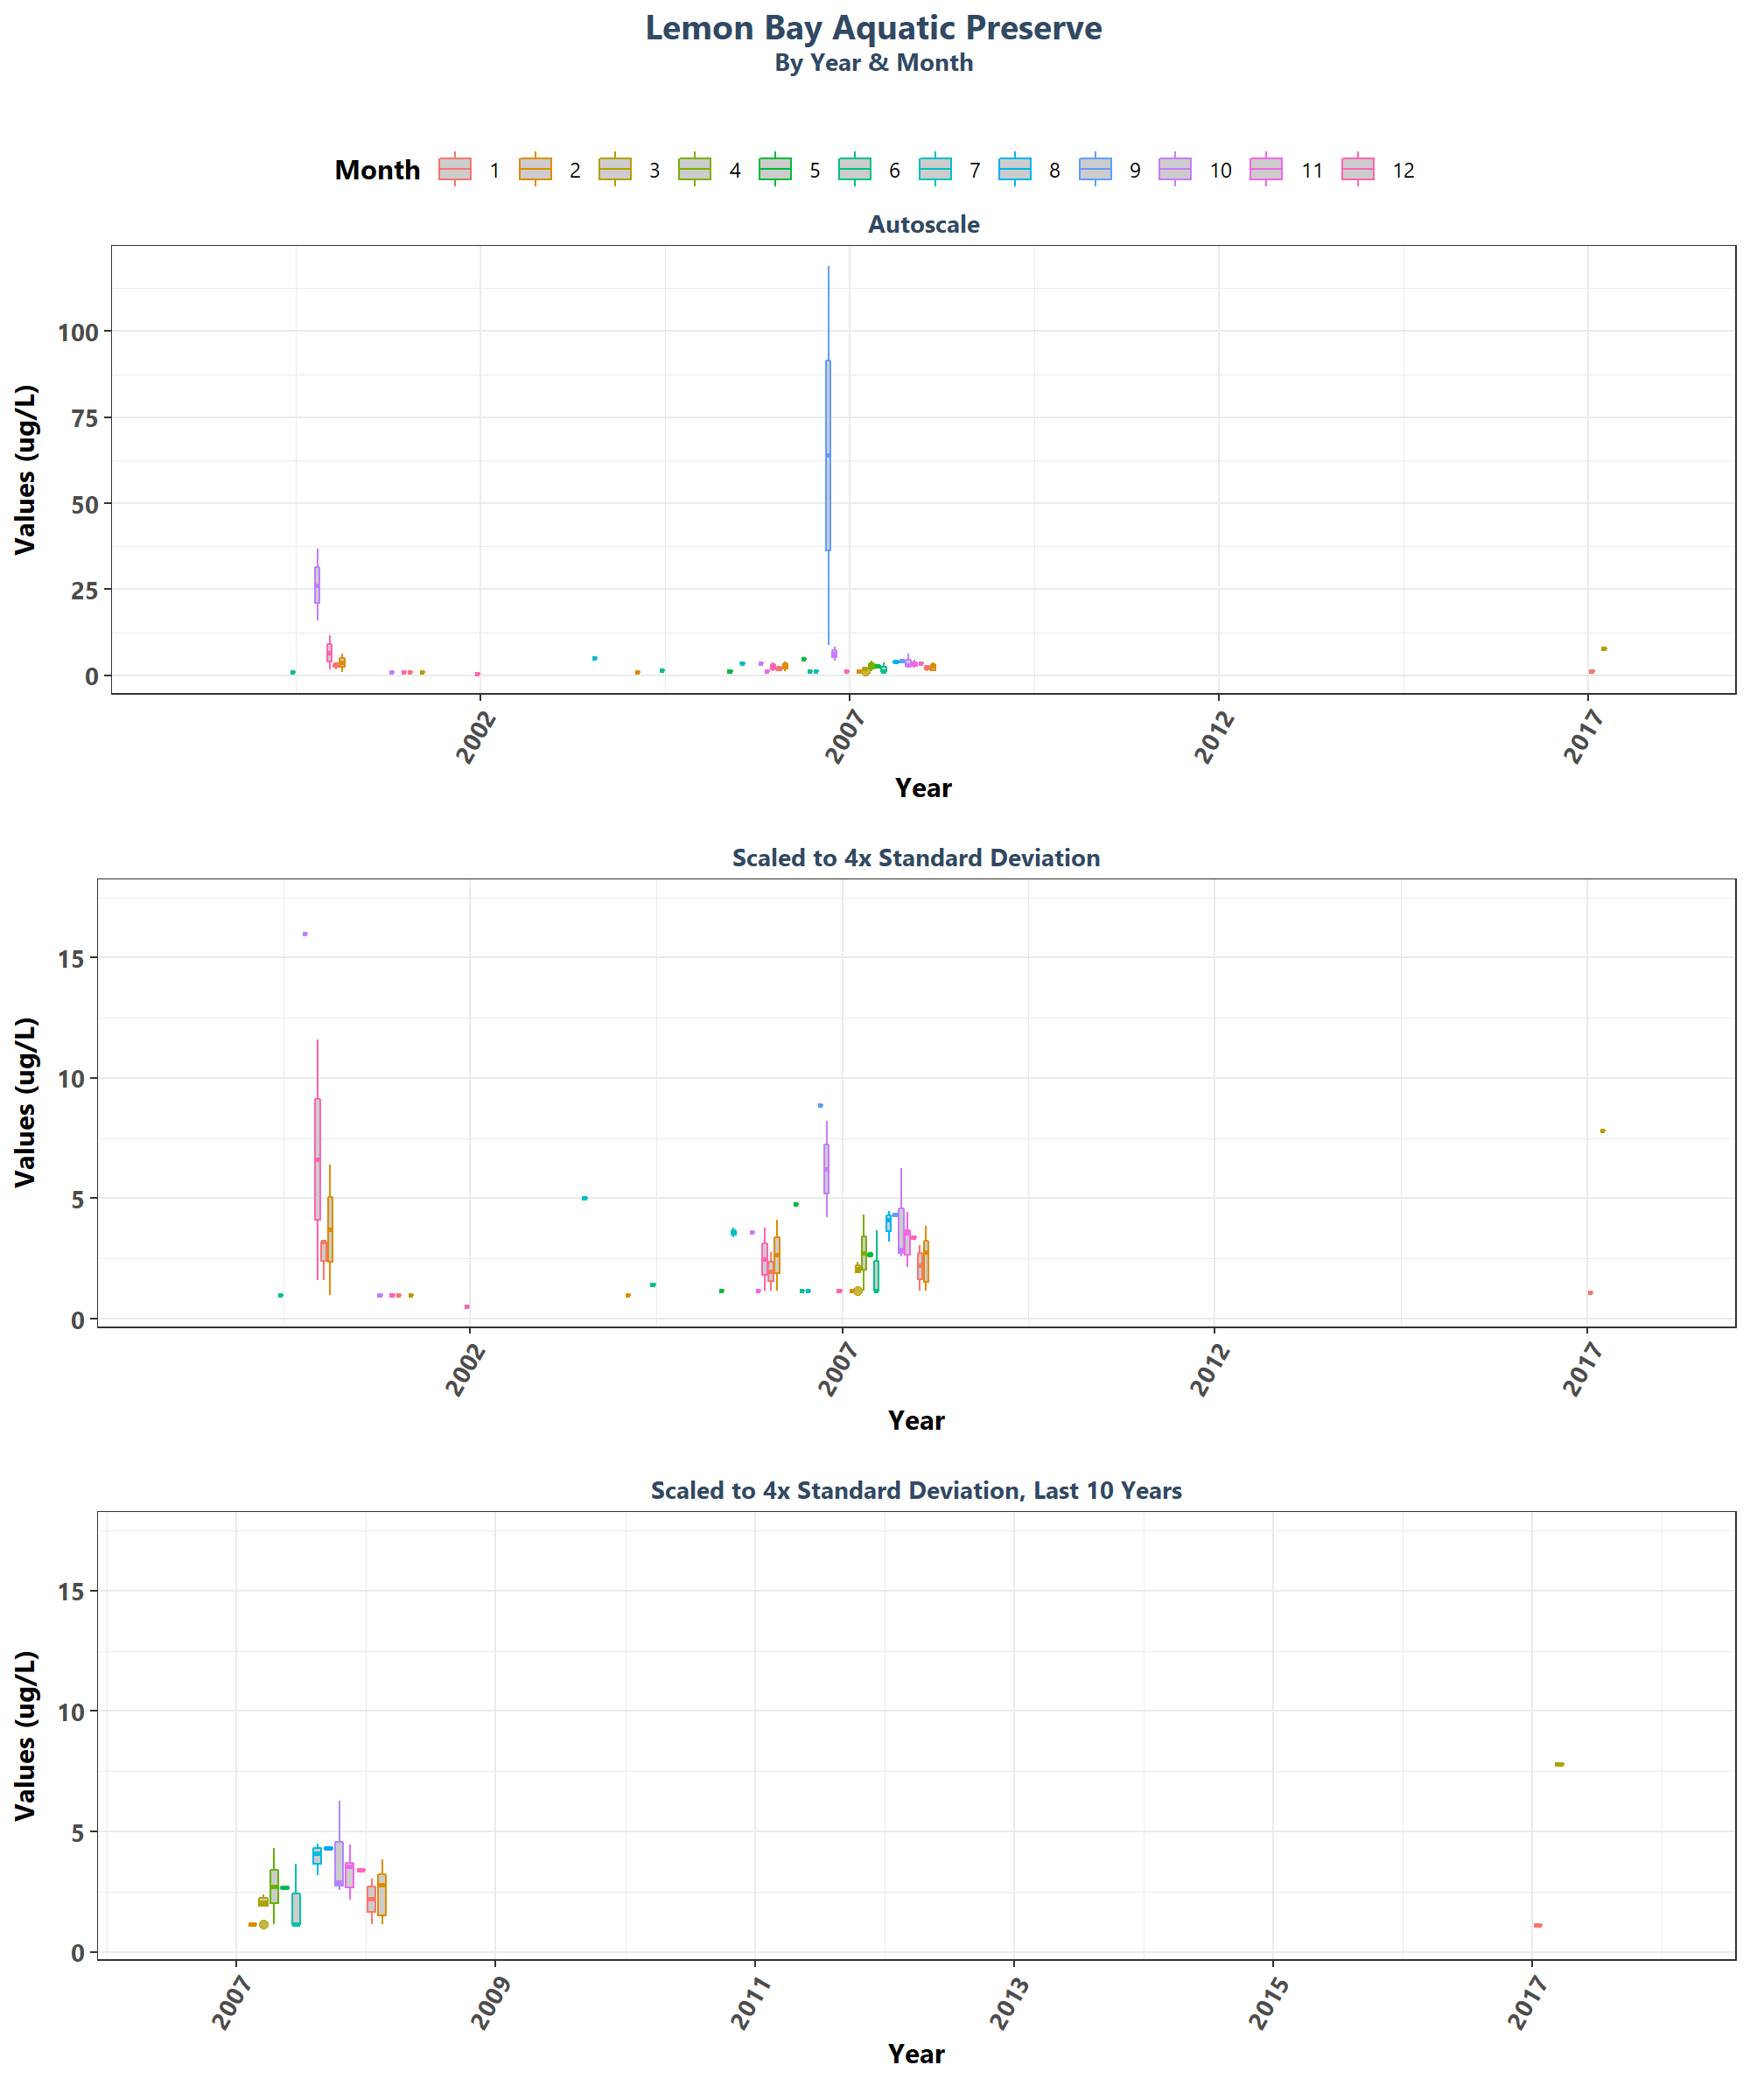 Lemon Bay Aquatic Preserve
By Year & Month
Month 1 2 3 4 5 6 7 8 9 10 11 12
Autoscale
Values (ug/L)
100
75
50
25
0
2002 2007 2012 2017
Year
Scaled to 4x Standard Deviation
Values (ug/L)
15
10
5
0
2002 2007 2012 2017
Year
Scaled to 4x Standard Deviation, Last 10 Years
Values (ug/L)
15
10
5
0
2007 2009 2011 2013 2015 2017
Year